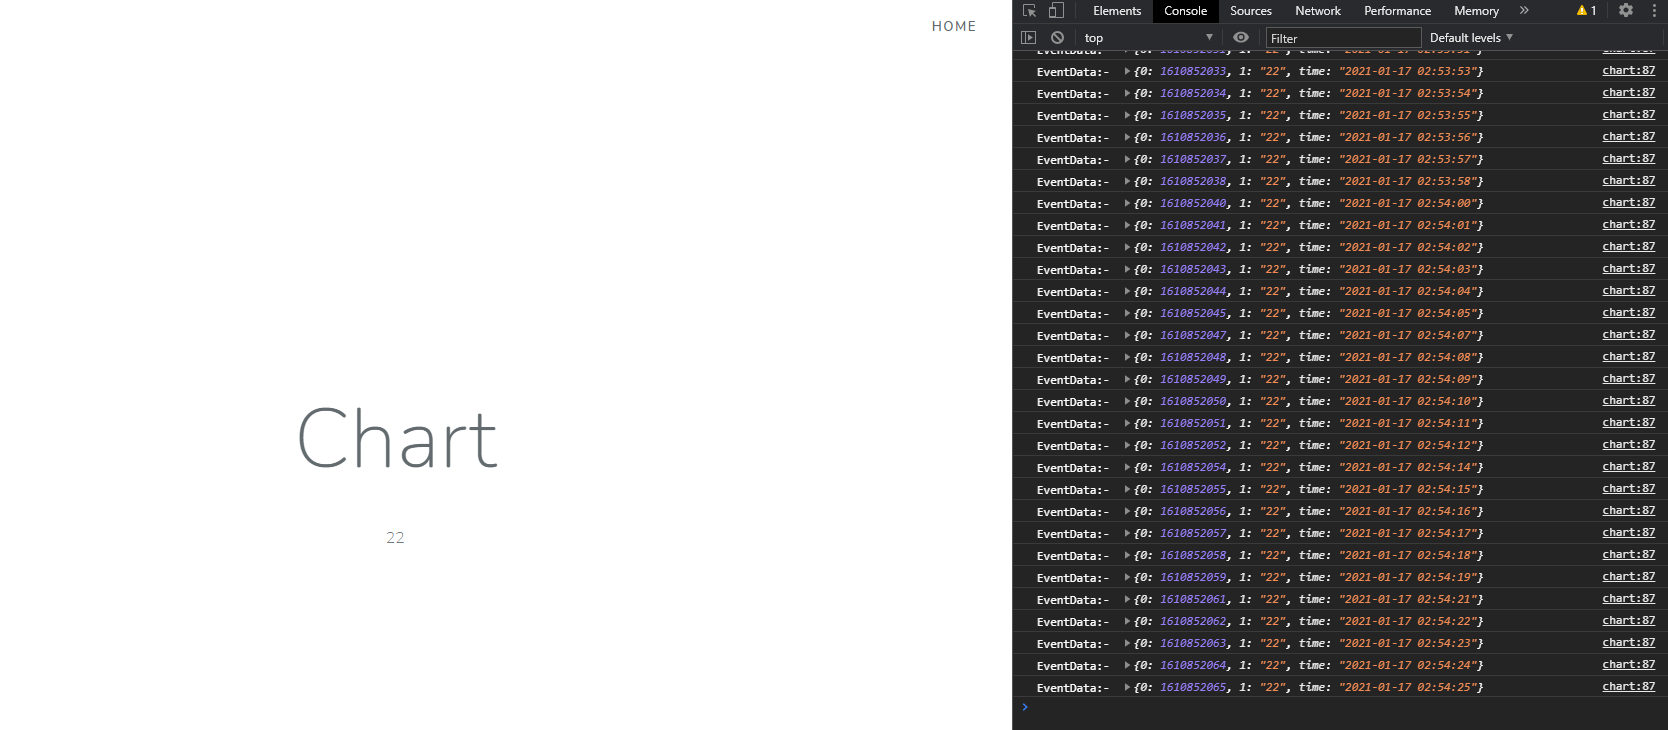 HOME
Chart
22
Elements Console Sources Network Performance Memory » 1
top Filter Default levels
EventData:- {0: 1610852033, 1: "22", time: "2021-01-17 02:53:53"} chart:87
EventData:- {0: 1610852034, 1: "22", time: "2021-01-17 02:53:54"} chart:87
EventData:- {0: 1610852035, 1: "22", time: "2021-01-17 02:53:55"} chart:87
EventData:- {0: 1610852036, 1: "22", time: "2021-01-17 02:53:56"} chart:87
EventData:- {0: 1610852037, 1: "22", time: "2021-01-17 02:53:57"} chart:87
EventData:- {0: 1610852038, 1: "22", time: "2021-01-17 02:53:58"} chart:87
EventData:- {0: 1610852040, 1: "22", time: "2021-01-17 02:54:00"} chart:87
EventData:- {0: 1610852041, 1: "22", time: "2021-01-17 02:54:01"} chart:87
EventData:- {0: 1610852042, 1: "22", time: "2021-01-17 02:54:02"} chart:87
EventData:- {0: 1610852043, 1: "22", time: "2021-01-17 02:54:03"} chart:87
EventData:- {0: 1610852044, 1: "22", time: "2021-01-17 02:54:04"} chart:87
EventData:- {0: 1610852045, 1: "22", time: "2021-01-17 02:54:05"} chart:87
EventData:- {0: 1610852047, 1: "22", time: "2021-01-17 02:54:07"} chart:87
EventData:- {0: 1610852048, 1: "22", time: "2021-01-17 02:54:08"} chart:87
EventData:- {0: 1610852049, 1: "22", time: "2021-01-17 02:54:09"} chart:87
EventData:- {0: 1610852050, 1: "22", time: "2021-01-17 02:54:10"} chart:87
EventData:- {0: 1610852051, 1: "22", time: "2021-01-17 02:54:11"} chart:87
EventData:- {0: 1610852052, 1: "22", time: "2021-01-17 02:54:12"} chart:87
EventData:- {0: 1610852054, 1: "22", time: "2021-01-17 02:54:14"} chart:87
EventData:- {0: 1610852055, 1: "22", time: "2021-01-17 02:54:15"} chart:87
EventData:- {0: 1610852056, 1: "22", time: "2021-01-17 02:54:16"} chart:87
EventData:- {0: 1610852057, 1: "22", time: "2021-01-17 02:54:17"} chart:87
EventData:- {0: 1610852058, 1: "22", time: "2021-01-17 02:54:18"} chart:87
EventData:- {0: 1610852059, 1: "22", time: "2021-01-17 02:54:19"} chart:87
EventData:- {0: 1610852061, 1: "22", time: "2021-01-17 02:54:21"} chart:87
EventData:- {0: 1610852062, 1: "22", time: "2021-01-17 02:54:22"} chart:87
EventData:- {0: 1610852063, 1: "22", time: "2021-01-17 02:54:23"} chart:87
EventData:- {0: 1610852064, 1: "22", time: "2021-01-17 02:54:24"} chart:87
EventData:- {0: 1610852065, 1: "22", time: "2021-01-17 02:54:25"} chart:87